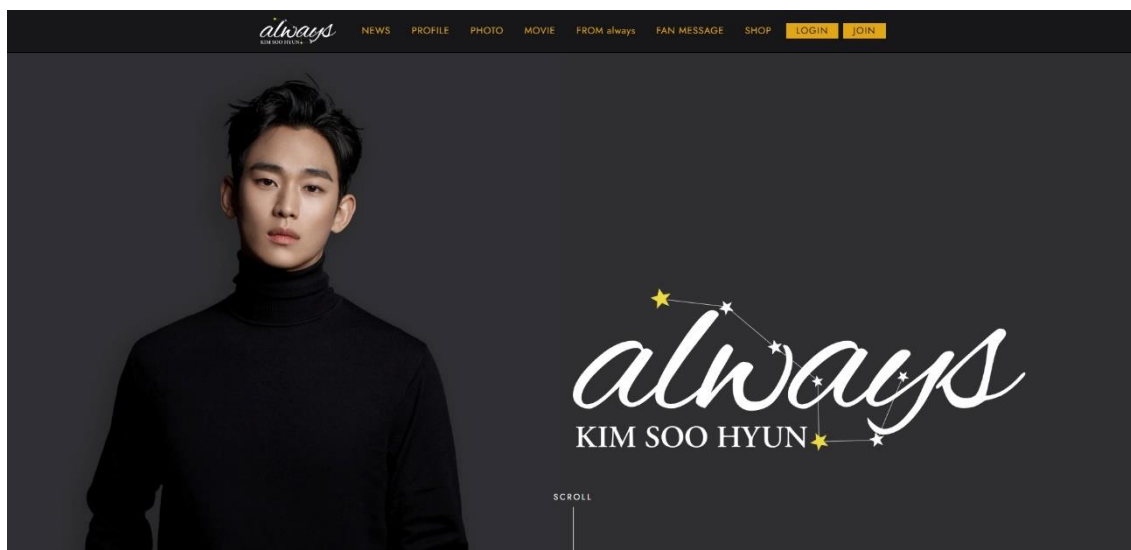 always NEWS PROFILE PHOTO MOVIE FROM always FAN MESSAGE SHOP LOGIN JOIN
KIM SOO HYUN
always
KIM SOO HYUN
SCROLL